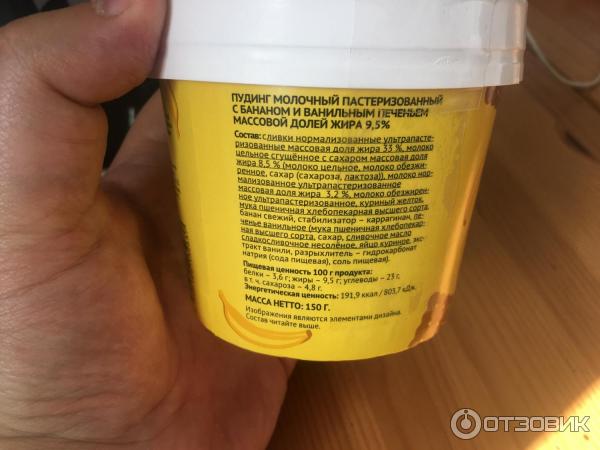 ПУДИНГ МОЛОЧНЫЙ ПАСТЕРИЗОВАННЫЙ
С БАНАНОМ И ВАНИЛЬНЫМ ПЕЧЕНЬЕМ
МАССОВОЙ ДОЛЕЙ ЖИРА 9,5%
Состав: сливки нормализованные ультрапасте-
ризованные массовая доля жира 33 %, молоко
цельное сгущённое с сахаром массовая доля
жира 8,5 % (молоко цельное, молоко обезжи-
ренное, сахар (сахароза, лактоза)), молоко нор-
мализованное ультрапастеризованное
массовая доля жира 3,2 %, молоко обезжирен-
ное ультрапастеризованное, куриный желток,
мука пшеничная хлебопекарная высшего сорта,
банан свежий, стабилизатор – каррагинан, пе-
ченье ванильное (мука пшеничная хлебопекар-
ная высшего сорта, сахар, сливочное масло
сладкосливочное несолёное, яйцо куриное, экс-
тракт ванили, разрыхлитель – гидрокарбонат
натрия (сода пищевая), соль пищевая).
Пищевая ценность 100 г продукта:
белки – 3,6 г; жиры – 9,5 г; углеводы – 23 г,
в т. ч. сахароза – 4,8 г.
Энергетическая ценность: 191,9 ккал / 803,7 кДж.
МАССА НЕТТО: 150 Г.
Изображения являются элементами дизайна.
Состав читайте выше.
ОТЗОВИК